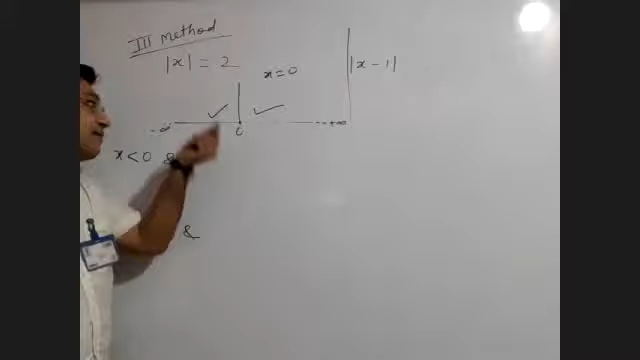 III Method
|x| = 2
x=0
|x-1|
-∞ 0 +∞
x<0 &
&